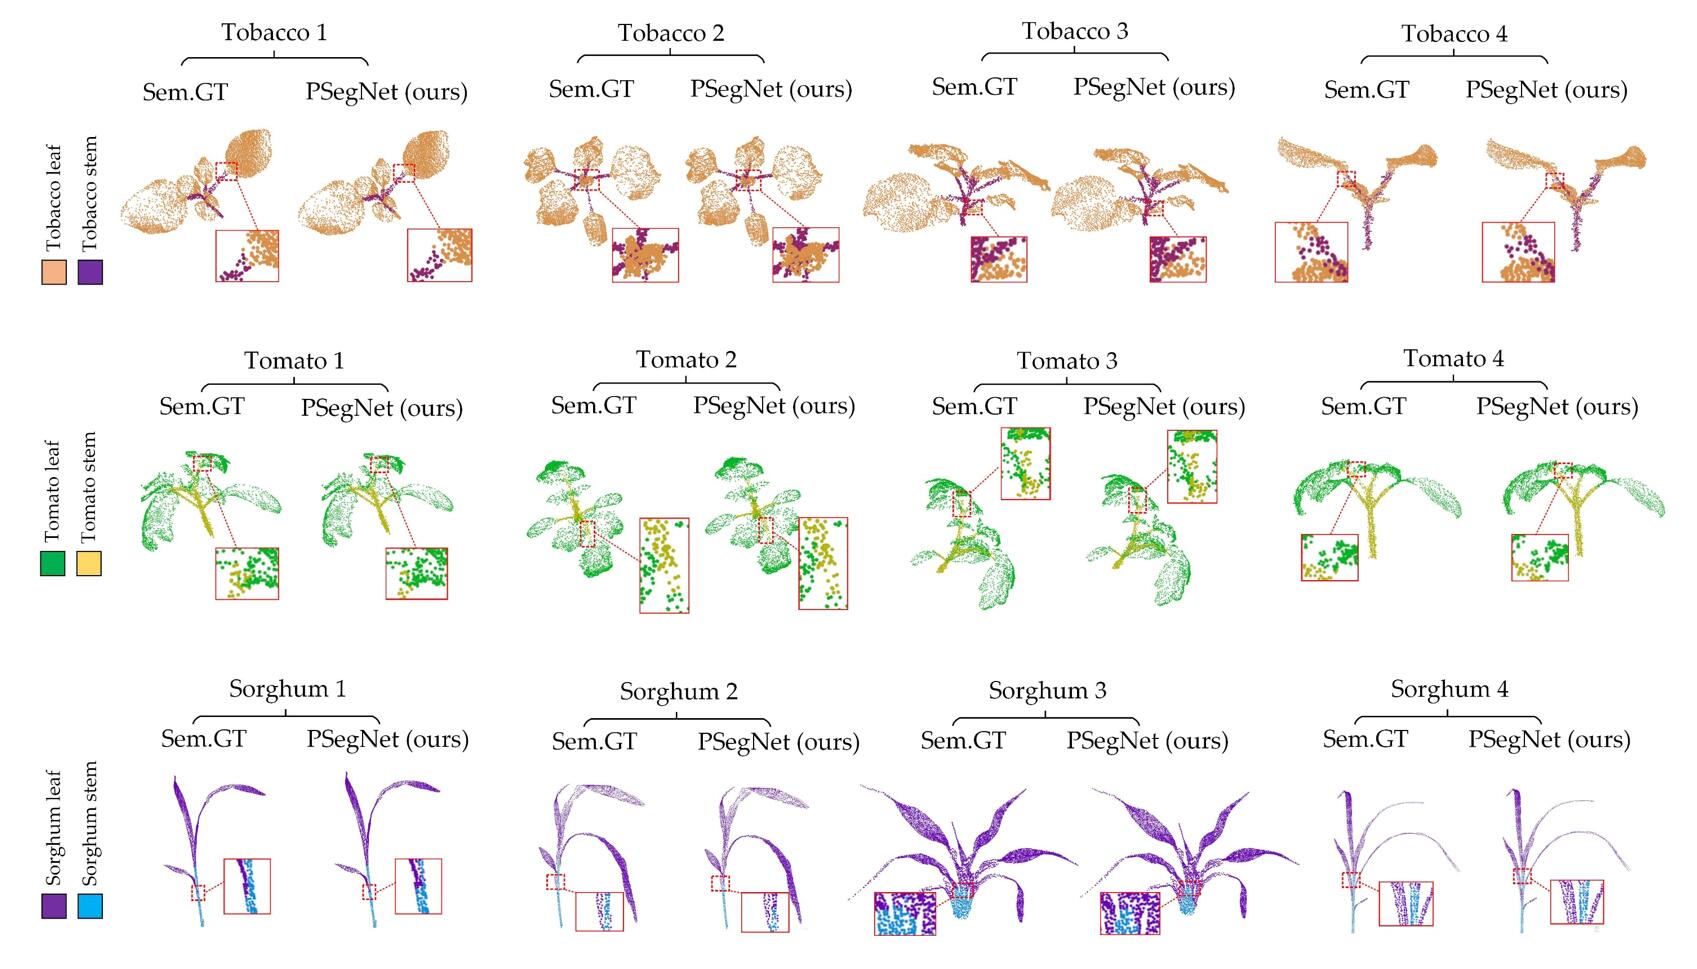 Tobacco 1
Tobacco 2
Tobacco 3
Tobacco 4
Sem.GT
PSegNet (ours)
Sem.GT
PSegNet (ours)
Sem.GT
PSegNet (ours)
Sem.GT
PSegNet (ours)
Tobacco leaf
Tobacco stem
Tomato 1
Tomato 2
Tomato 3
Tomato 4
Sem.GT
PSegNet (ours)
Sem.GT
PSegNet (ours)
Sem.GT
PSegNet (ours)
Sem.GT
PSegNet (ours)
Tomato leaf
Tomato stem
Sorghum 1
Sorghum 2
Sorghum 3
Sorghum 4
Sem.GT
PSegNet (ours)
Sem.GT
PSegNet (ours)
Sem.GT
PSegNet (ours)
Sem.GT
PSegNet (ours)
Sorghum leaf
Sorghum stem